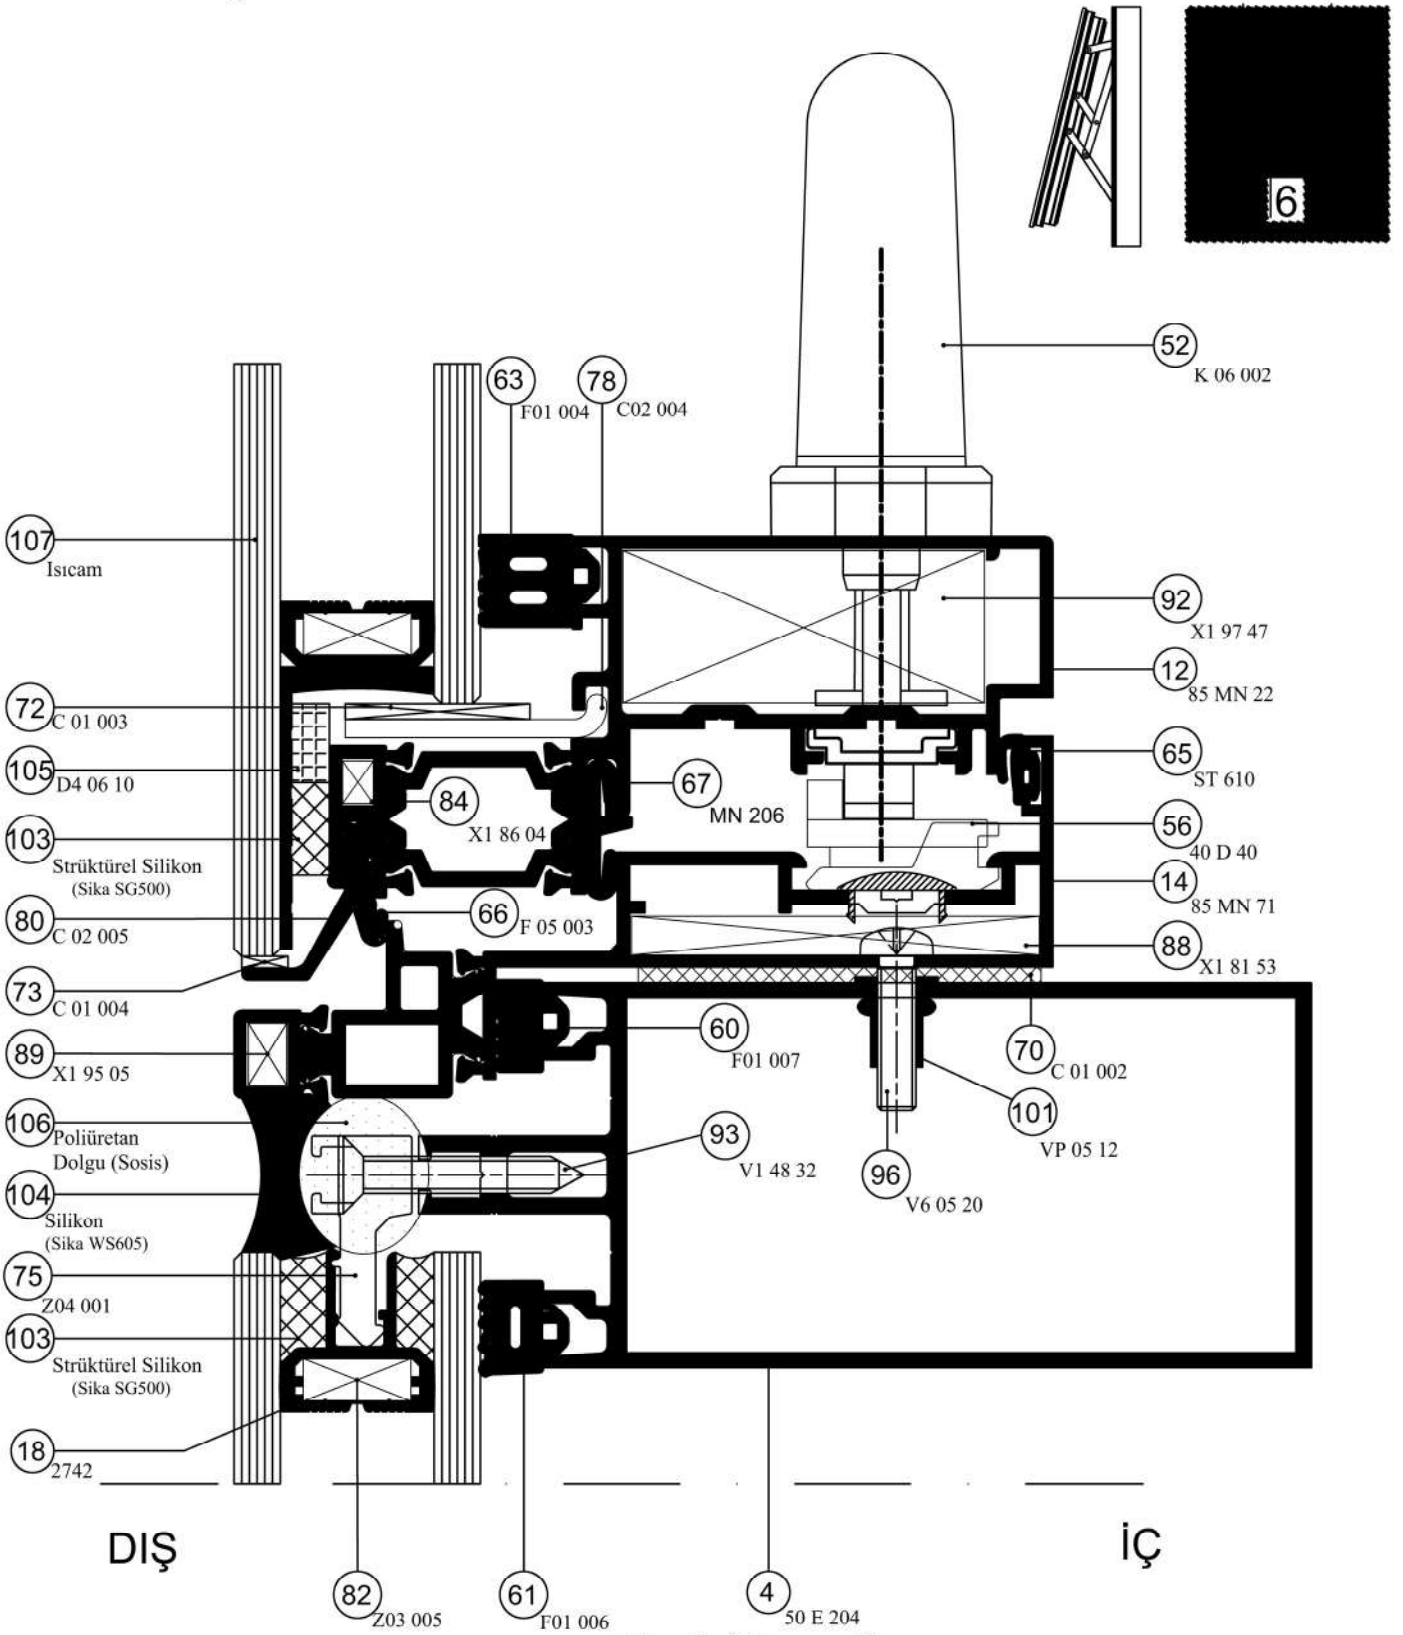 6
52
K 06 002
63
F01 004
78
C02 004
107
Isıcam
92
X1 97 47
12
85 MN 22
72
C 01 003
65
ST 610
105
D4 06 10
67
MN 206
84
X1 86 04
56
40 D 40
103
Strüktürel Silikon
(Sika SG500)
14
85 MN 71
80
C 02 005
66
F 05 003
88
X1 81 53
73
C 01 004
60
F01 007
70
C 01 002
89
X1 95 05
101
VP 05 12
106
Poliüretan
Dolgu (Sosis)
93
V1 48 32
96
V6 05 20
104
Silikon
(Sika WS605)
75
Z04 001
103
Strüktürel Silikon
(Sika SG500)
18
2742
DIŞ
İÇ
82
Z03 005
61
F01 006
4
50 E 204